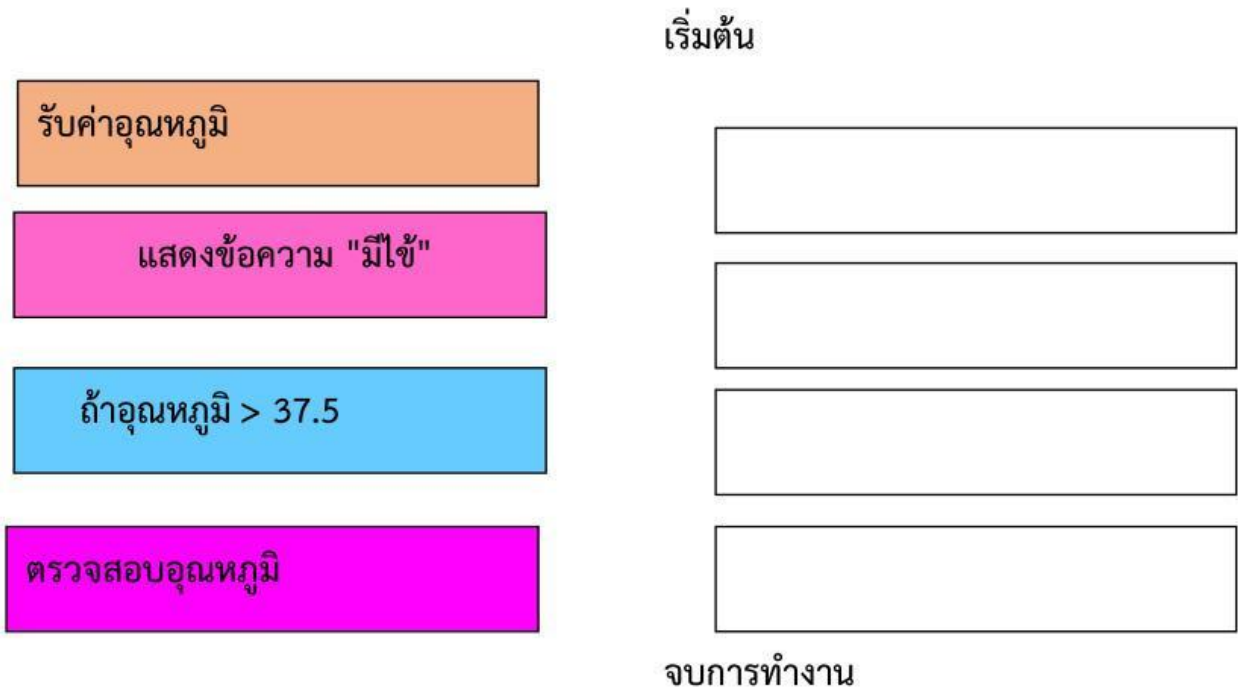 เริ่มต้น
รับค่าอุณหภูมิ
แสดงข้อความ "มีไข้"
ถ้าอุณหภูมิ > 37.5
ตรวจสอบอุณหภูมิ
จบการทำงาน